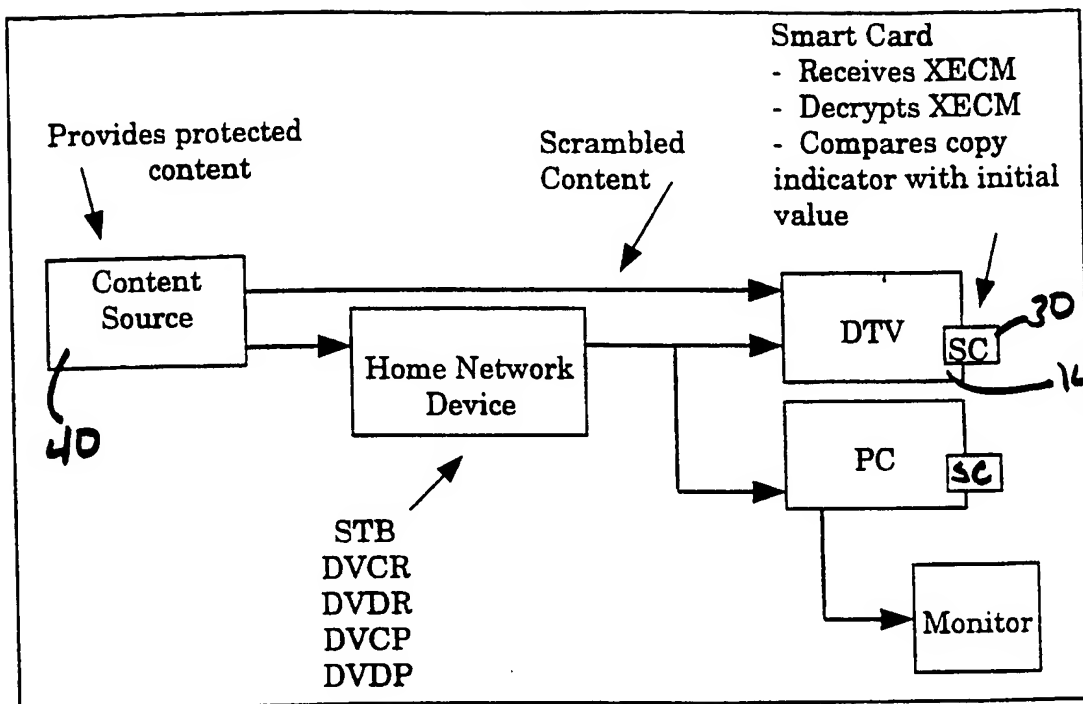 Smart Card
- Receives XECM
- Decrypts XECM
- Compares copy
indicator with initial
value
Provides protected
content
Scrambled
Content
Content
Source
40
Home Network
Device
DTV
SC
30
14
PC
SC
Monitor
STB
DVCR
DVDR
DVCP
DVDP